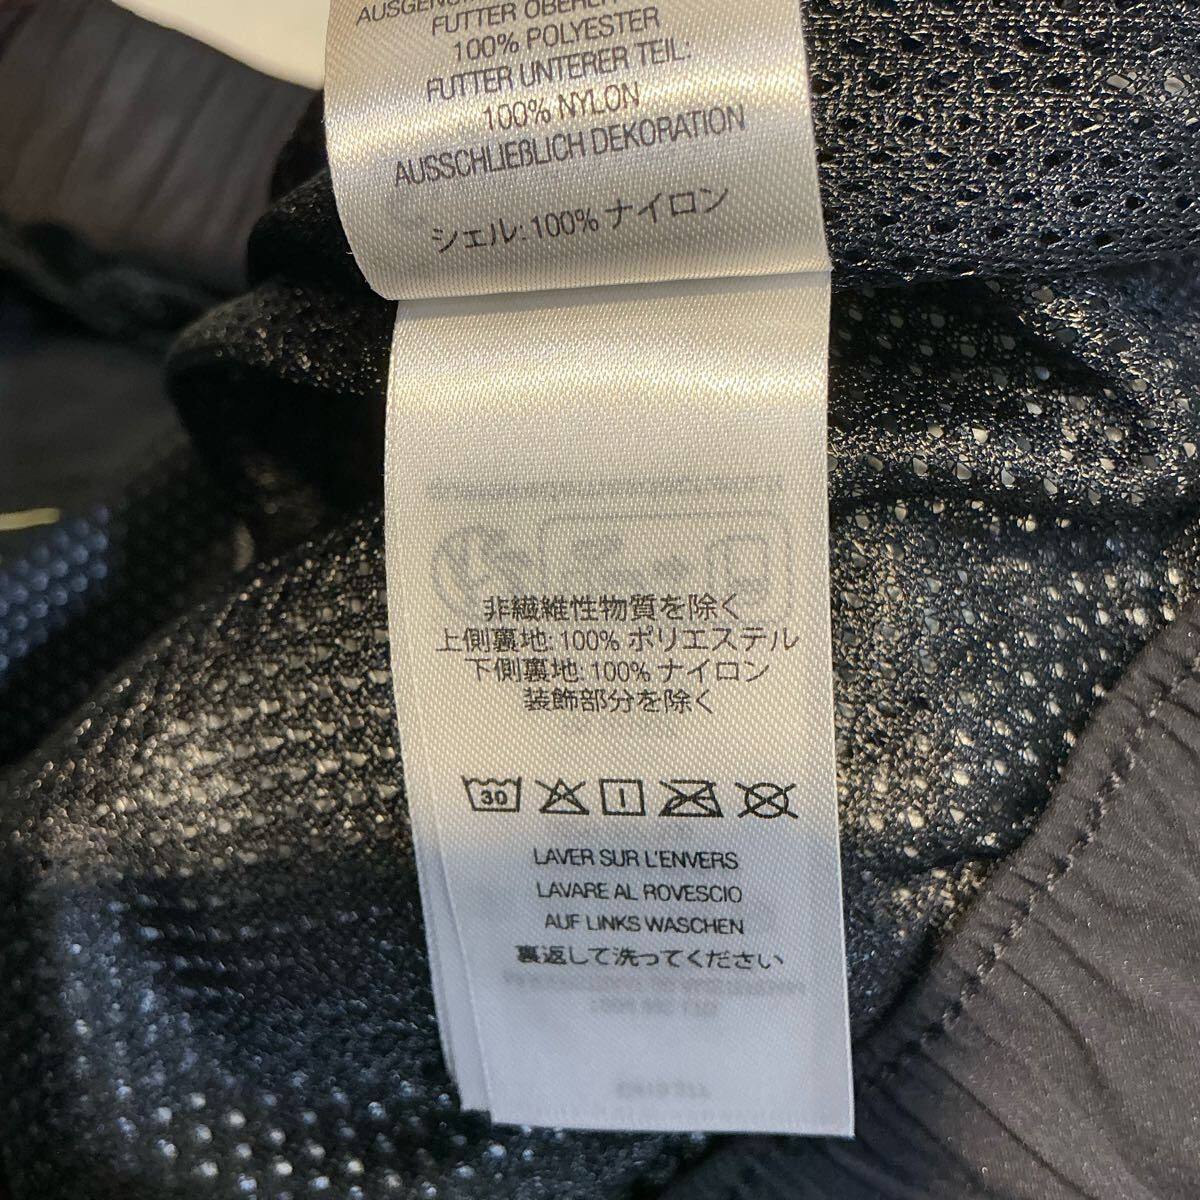 FUTTER
100% POLYESTER
FUTTER UNTERER TEIL:
100% NYLON
AUSSCHLIEßLICH DEKORATION
シェル: 100% ナイロン
非繊維性物質を除く
上側裏地: 100% ポリエステル
下側裏地: 100% ナイロン
装飾部分を除く
30
LAVER SUR L'ENVERS
LAVARE AL ROVESCIO
AUF LINKS WASCHEN
裏返して洗ってください